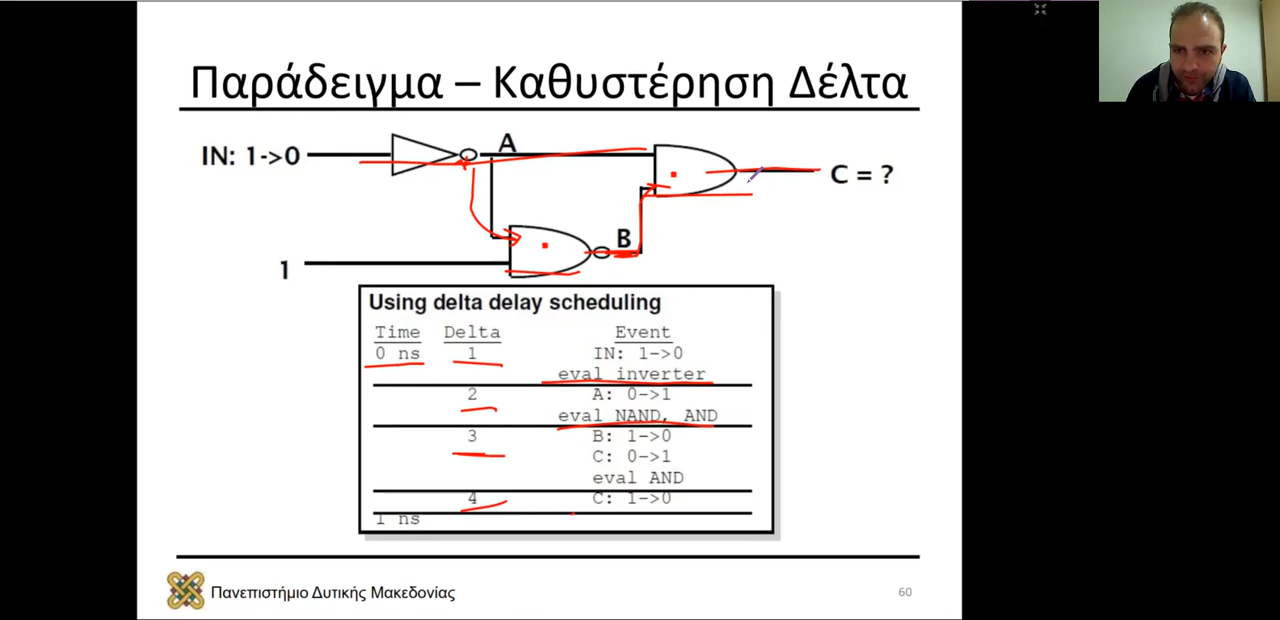 Παράδειγμα – Καθυστέρηση Δέλτα
IN: 1->0
A
C = ?
B
1
Using delta delay scheduling
Time Delta Event
0 ns 1 IN: 1->0
eval inverter
2 A: 0->1
eval NAND, AND
3 B: 1->0
C: 0->1
eval AND
4 C: 1->0
1 ns
Πανεπιστήμιο Δυτικής Μακεδονίας
60